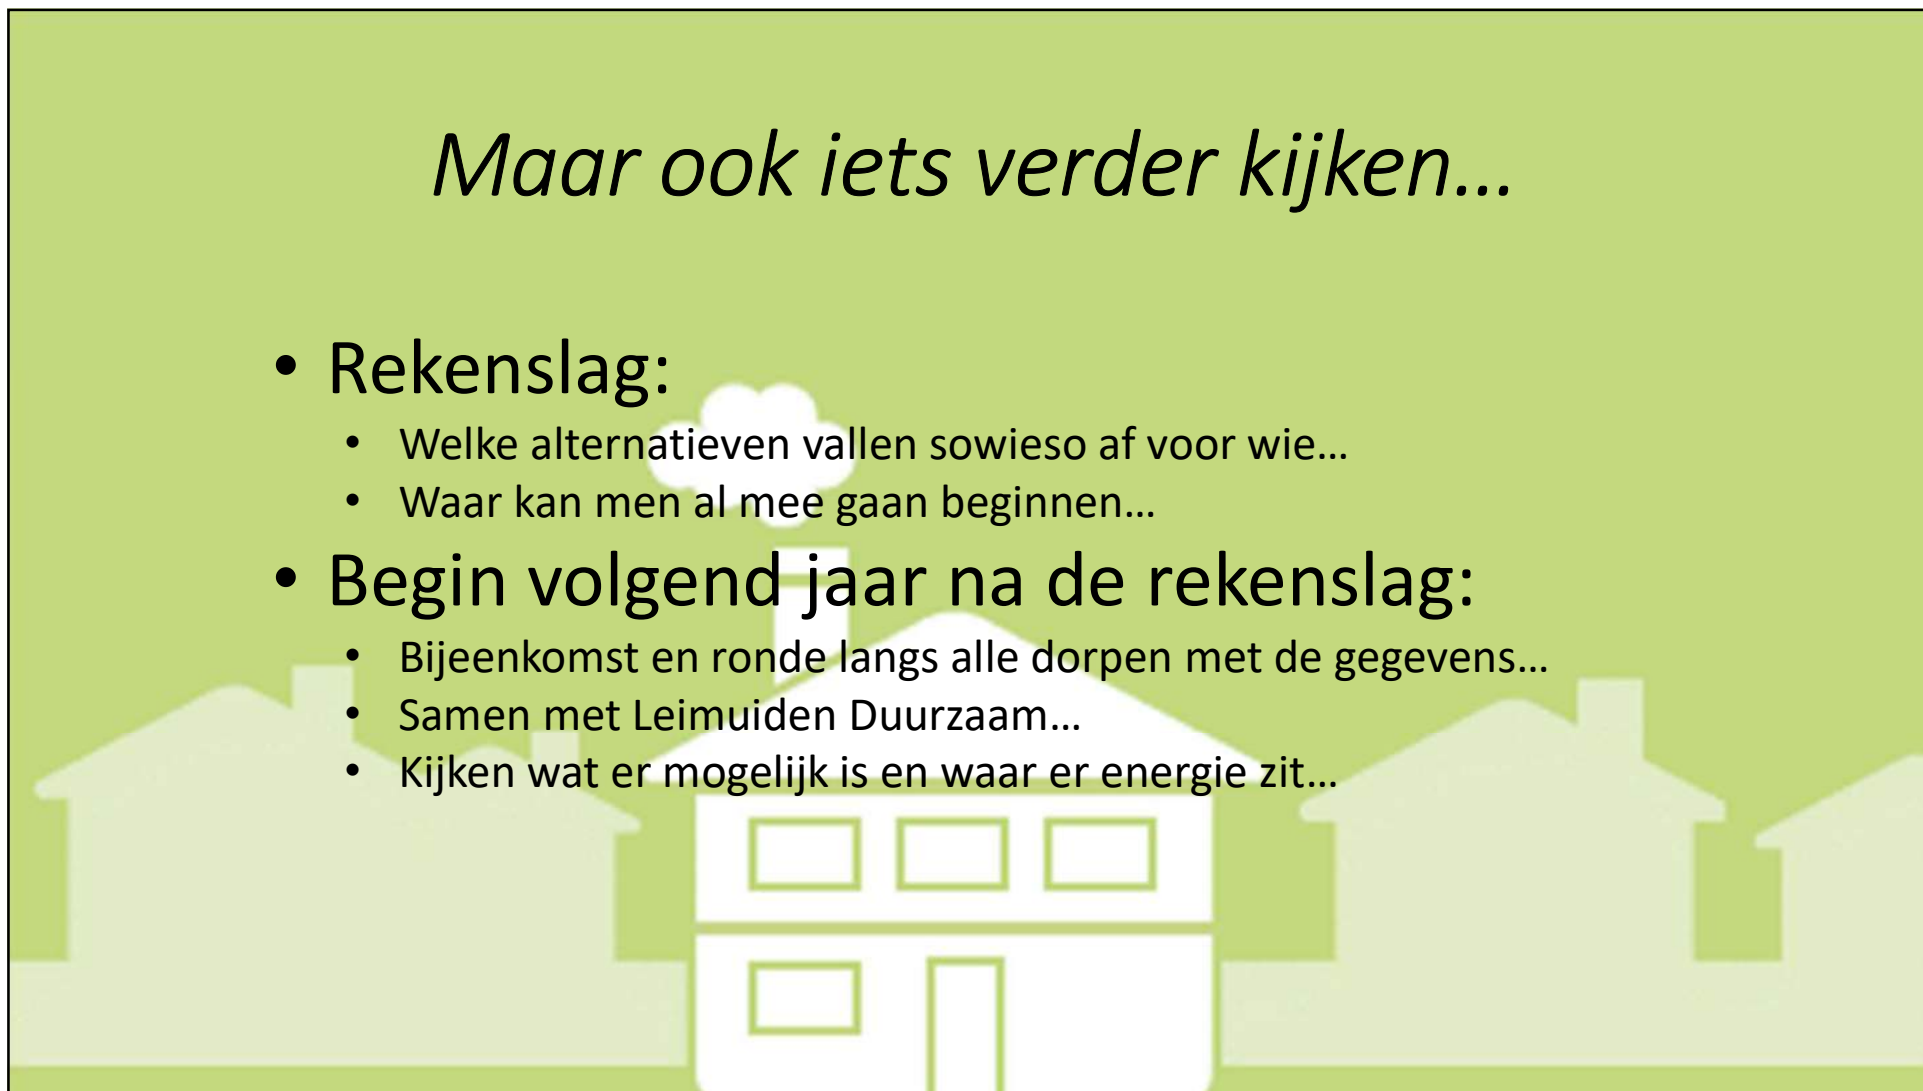 Maar ook iets verder kijken…
• Rekenslag:
• Welke alternatieven vallen sowieso af voor wie…
• Waar kan men al mee gaan beginnen…
• Begin volgend jaar na de rekenslag:
• Bijeenkomst en ronde langs alle dorpen met de gegevens…
• Samen met Leimuiden Duurzaam…
• Kijken wat er mogelijk is en waar er energie zit…